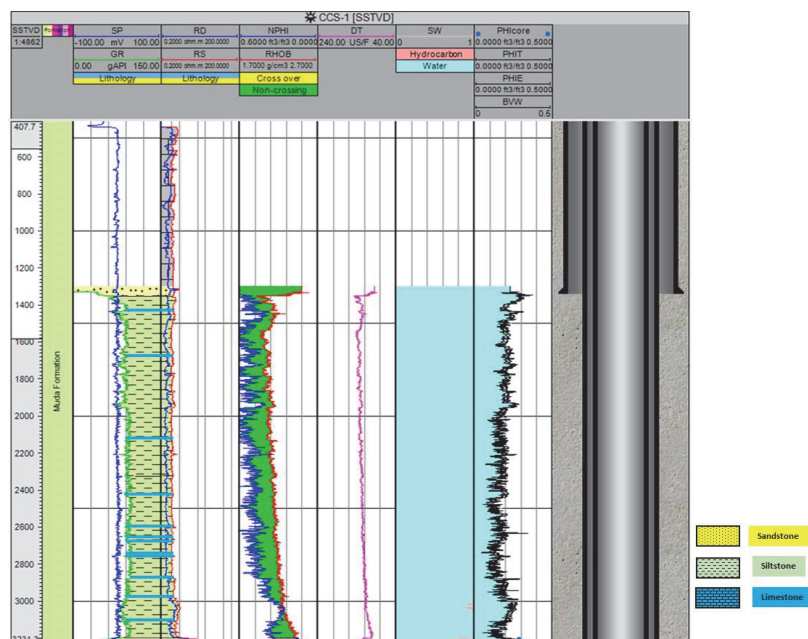 CCS-1 [SSTVD]
SSTVD
1:4862
Formation
SP
-100.00 mV 100.00
GR
0.00 gAPI 150.00
Lithology
RD
0.2000 ohm.m 200.0000
RS
0.2000 ohm.m 200.0000
Lithology
NPHI
0.6000 ft3/ft3 0.0000
RHOB
1.7000 g/cm3 2.7000
Cross over
Non-crossing
DT
240.00 US/F 40.00
SW
0 1
Hydrocarbon
Water
PHIcore
0.0000 ft3/ft3 0.5000
PHIT
0.0000 ft3/ft3 0.5000
PHIE
0.0000 ft3/ft3 0.5000
BVW
0 0.5
407.7
600
800
1000
1200
1400
1600
1800
2000
2200
2400
2600
2800
3000
Muda Formation
Sandstone
Siltstone
Limestone